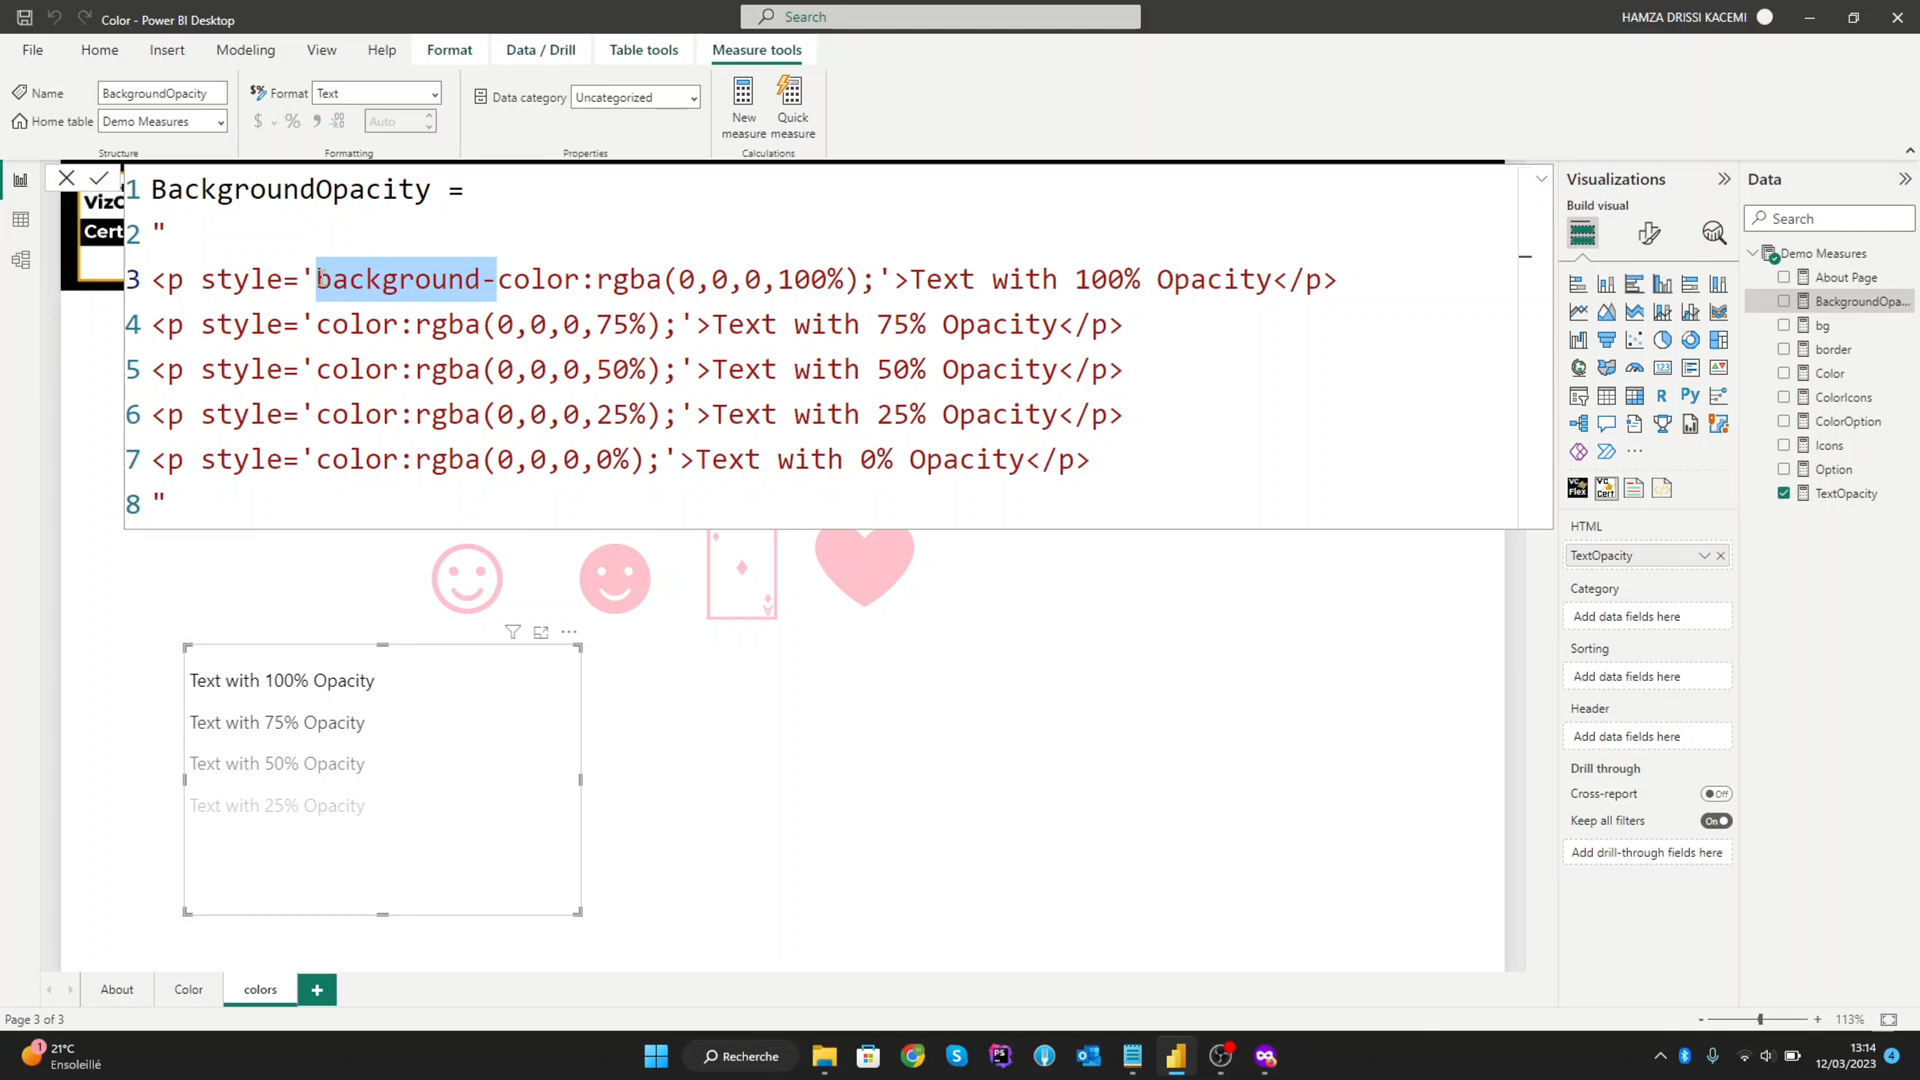 Color - Power BI Desktop
Search
HAMZA DRISSI KACEMI
File
Home
Insert
Modeling
View
Help
Format
Data / Drill
Table tools
Measure tools
Name
BackgroundOpacity
Home table
Demo Measures
Structure
Format
Text
$
%
Auto
Formatting
Data category
Uncategorized
Properties
New measure
Quick measure
Calculations
VizC
Cert
1 BackgroundOpacity =
2 "
3 <p style='background-color:rgba(0,0,0,100%);'>Text with 100% Opacity</p>
4 <p style='color:rgba(0,0,0,75%);'>Text with 75% Opacity</p>
5 <p style='color:rgba(0,0,0,50%);'>Text with 50% Opacity</p>
6 <p style='color:rgba(0,0,0,25%);'>Text with 25% Opacity</p>
7 <p style='color:rgba(0,0,0,0%);'>Text with 0% Opacity</p>
8 "
Text with 100% Opacity
Text with 75% Opacity
Text with 50% Opacity
Text with 25% Opacity
Visualizations
Build visual
HTML
TextOpacity
Category
Add data fields here
Sorting
Add data fields here
Header
Add data fields here
Drill through
Cross-report
Off
Keep all filters
On
Add drill-through fields here
Data
Search
Demo Measures
About Page
BackgroundOpa...
bg
border
Color
ColorIcons
ColorOption
Icons
Option
TextOpacity
About
Color
colors
Page 3 of 3
113%
1
21°C
Ensoleillé
Recherche
13:14
12/03/2023
4